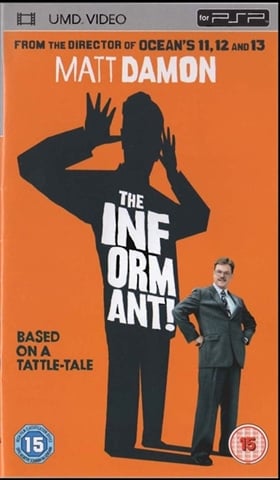 UMD VIDEO
for PSP
FROM THE DIRECTOR OF OCEAN'S 11, 12 AND 13
MATT DAMON
THE
INF
ORM
ANT!
BASED
ON A
TATTLE-TALE
15
15